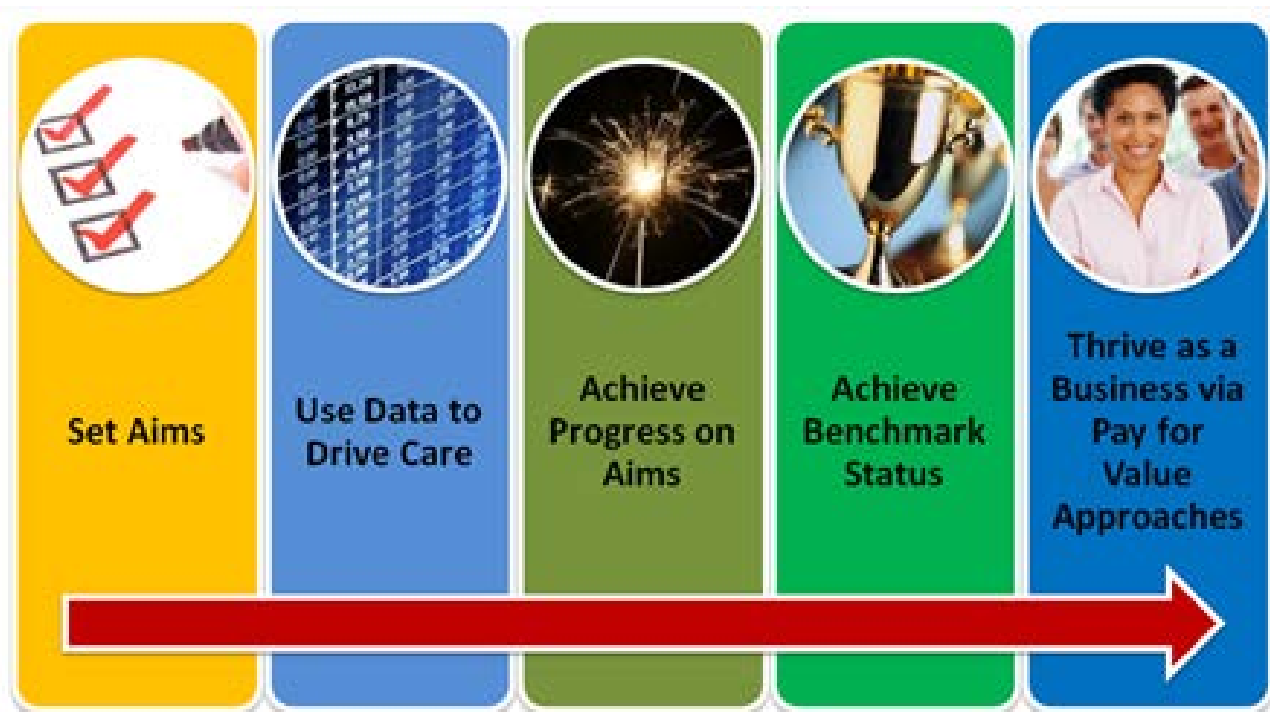 Set Aims
Use Data to
Drive Care
Achieve
Progress on
Aims
Achieve
Benchmark
Status
Thrive as a
Business via
Pay for
Value
Approaches